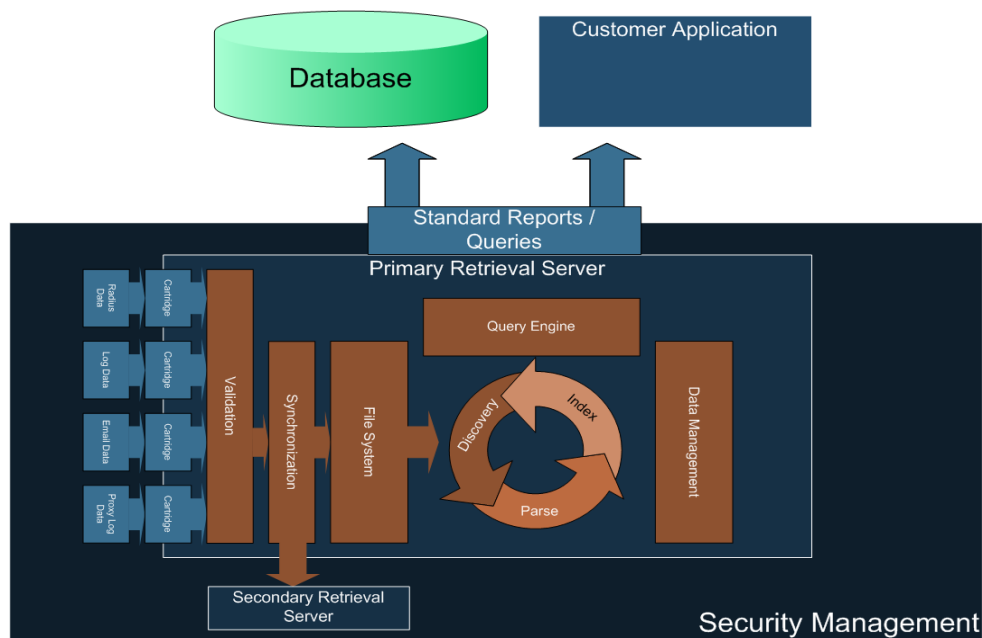 Database
Customer Application
Standard Reports /
Queries
Primary Retrieval Server
Radius
Data
Cartridge
Log Data
Cartridge
Email Data
Cartridge
Proxy Log
Data
Cartridge
Validation
Synchronization
File System
Query Engine
Discovery
Index
Parse
Data Management
Secondary Retrieval
Server
Security Management